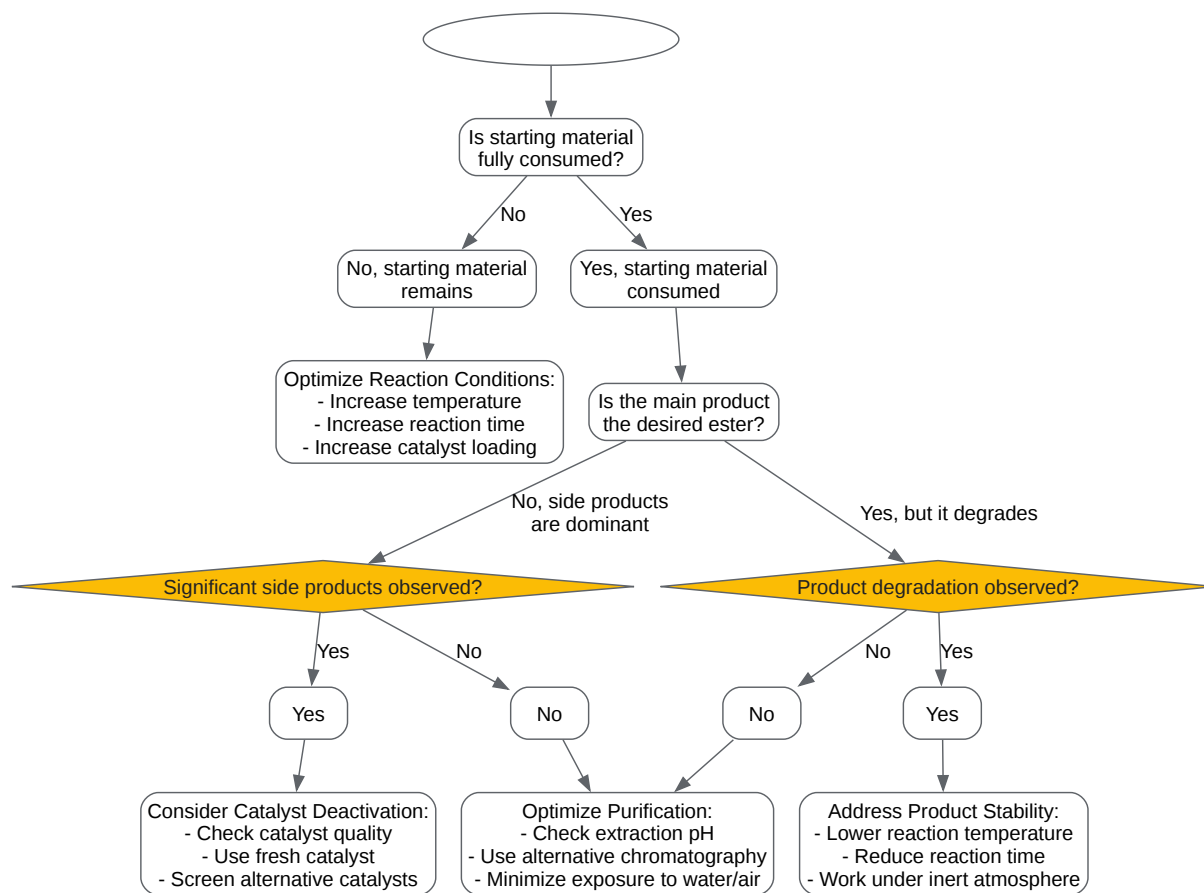 Is starting material
fully consumed?
No
Yes
No, starting material
remains
Yes, starting material
consumed
Optimize Reaction Conditions:
- Increase temperature
- Increase reaction time
- Increase catalyst loading
Is the main product
the desired ester?
No, side products
are dominant
Yes, but it degrades
Significant side products observed?
Product degradation observed?
Yes
No
No
Yes
Yes
No
No
Yes
Consider Catalyst Deactivation:
- Check catalyst quality
- Use fresh catalyst
- Screen alternative catalysts
Optimize Purification:
- Check extraction pH
- Use alternative chromatography
- Minimize exposure to water/air
Address Product Stability:
- Lower reaction temperature
- Reduce reaction time
- Work under inert atmosphere